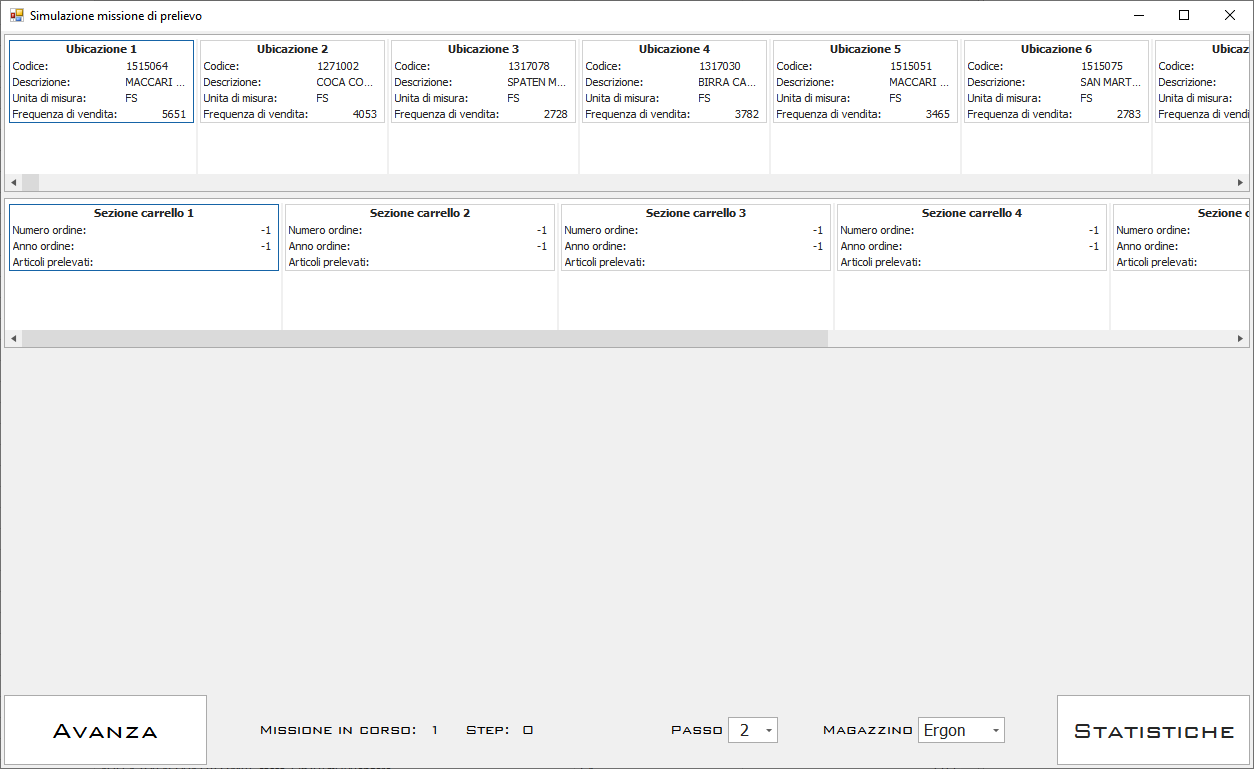 Simulazione missione di prelievo
Ubicazione 1 Ubicazione 2 Ubicazione 3 Ubicazione 4 Ubicazione 5 Ubicazione 6 Ubicaz
Codice: 1515064 Codice: 1271002 Codice: 1317078 Codice: 1317030 Codice: 1515051 Codice: 1515075 Codice:
Descrizione: MACCARI ... Descrizione: COCA CO... Descrizione: SPATEN M... Descrizione: BIRRA CA... Descrizione: MACCARI ... Descrizione: SAN MART... Descrizione:
Unita di misura: FS Unita di misura: FS Unita di misura: FS Unita di misura: FS Unita di misura: FS Unita di misura: FS Unita di misura:
Frequenza di vendita: 5651 Frequenza di vendita: 4053 Frequenza di vendita: 2728 Frequenza di vendita: 3782 Frequenza di vendita: 3465 Frequenza di vendita: 2783 Frequenza di vendi
Sezione carrello 1 Sezione carrello 2 Sezione carrello 3 Sezione carrello 4 Sezione c
Numero ordine: -1 Numero ordine: -1 Numero ordine: -1 Numero ordine: -1 Numero ordine:
Anno ordine: -1 Anno ordine: -1 Anno ordine: -1 Anno ordine: -1 Anno ordine:
Articoli prelevati: Articoli prelevati: Articoli prelevati: Articoli prelevati: Articoli prelevati:
Avanza Missione in corso: 1 Step: 0 Passo 2 Magazzino Ergon Statistiche